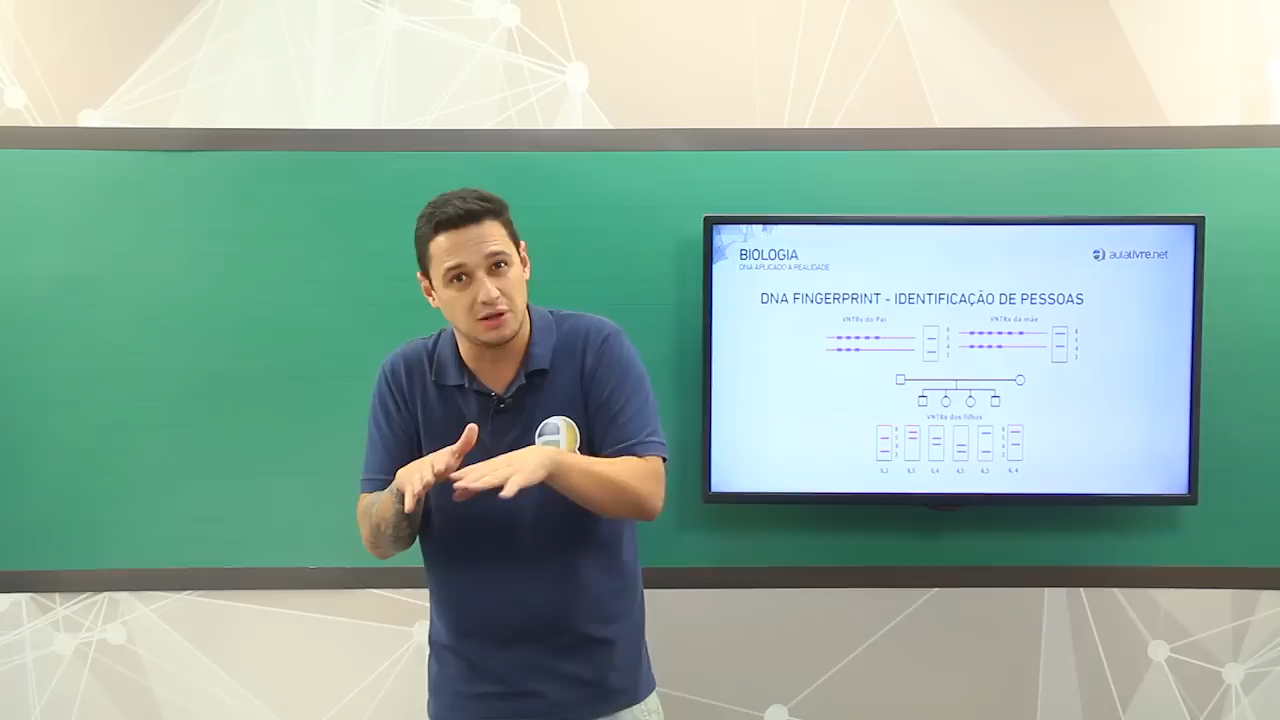 BIOLOGIA
DNA APLICADO A REALIDADE
aulalivre.net
DNA FINGERPRINT - IDENTIFICAÇÃO DE PESSOAS
VNTRs do Pai
VNTRs da mãe
VNTRs dos filhos